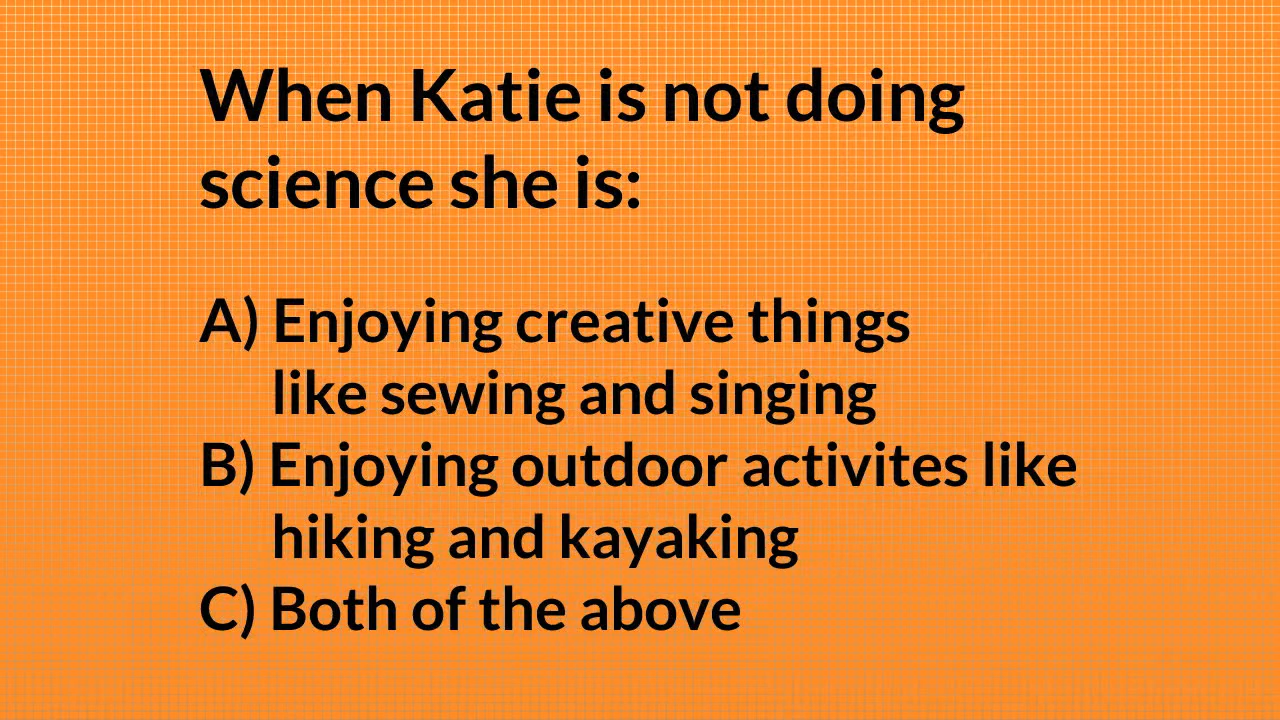 When Katie is not doing
science she is:
A) Enjoying creative things
like sewing and singing
B) Enjoying outdoor activites like
hiking and kayaking
C) Both of the above